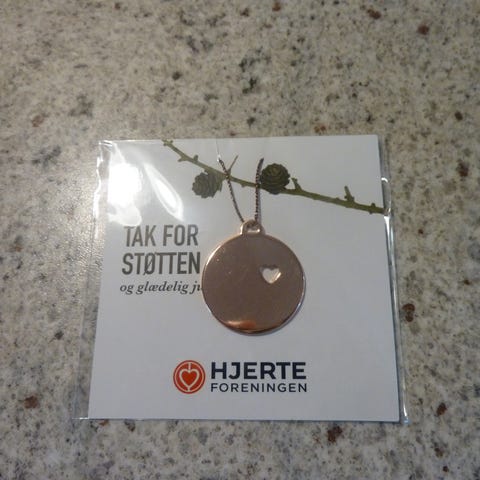 TAK FOR
STØTTEN
og glædelig
HJERTE
FORENINGEN